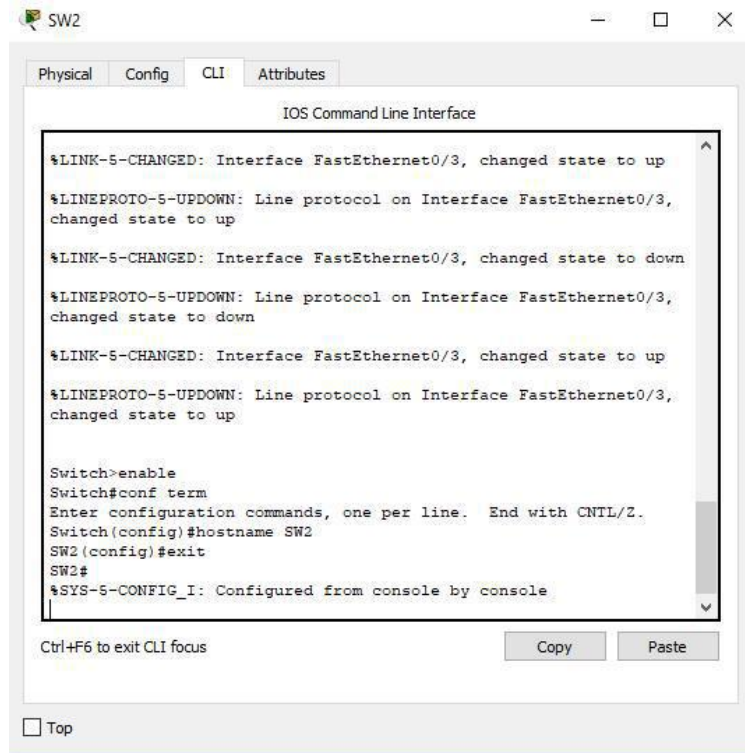 SW2
Physical Config CLI Attributes
IOS Command Line Interface
%LINK-5-CHANGED: Interface FastEthernet0/3, changed state to up
%LINEPROTO-5-UPDOWN: Line protocol on Interface FastEthernet0/3,
changed state to up
%LINK-5-CHANGED: Interface FastEthernet0/3, changed state to down
%LINEPROTO-5-UPDOWN: Line protocol on Interface FastEthernet0/3,
changed state to down
%LINK-5-CHANGED: Interface FastEthernet0/3, changed state to up
%LINEPROTO-5-UPDOWN: Line protocol on Interface FastEthernet0/3,
changed state to up
Switch>enable
Switch#conf term
Enter configuration commands, one per line.  End with CNTL/Z.
Switch(config)#hostname SW2
SW2(config)#exit
SW2#
%SYS-5-CONFIG_I: Configured from console by console
Ctrl+F6 to exit CLI focus
Copy Paste
Top